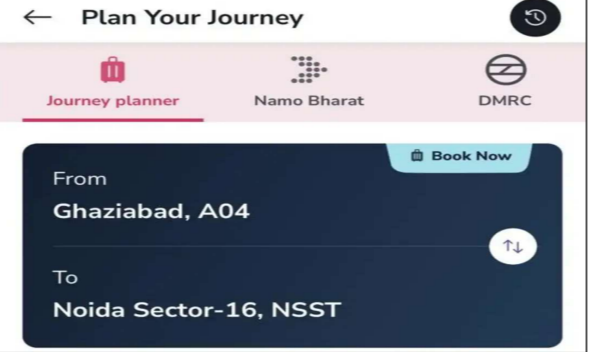 Plan Your Journey
Journey planner
Namo Bharat
DMRC
Book Now
From
Ghaziabad, A04
To
Noida Sector-16, NSST